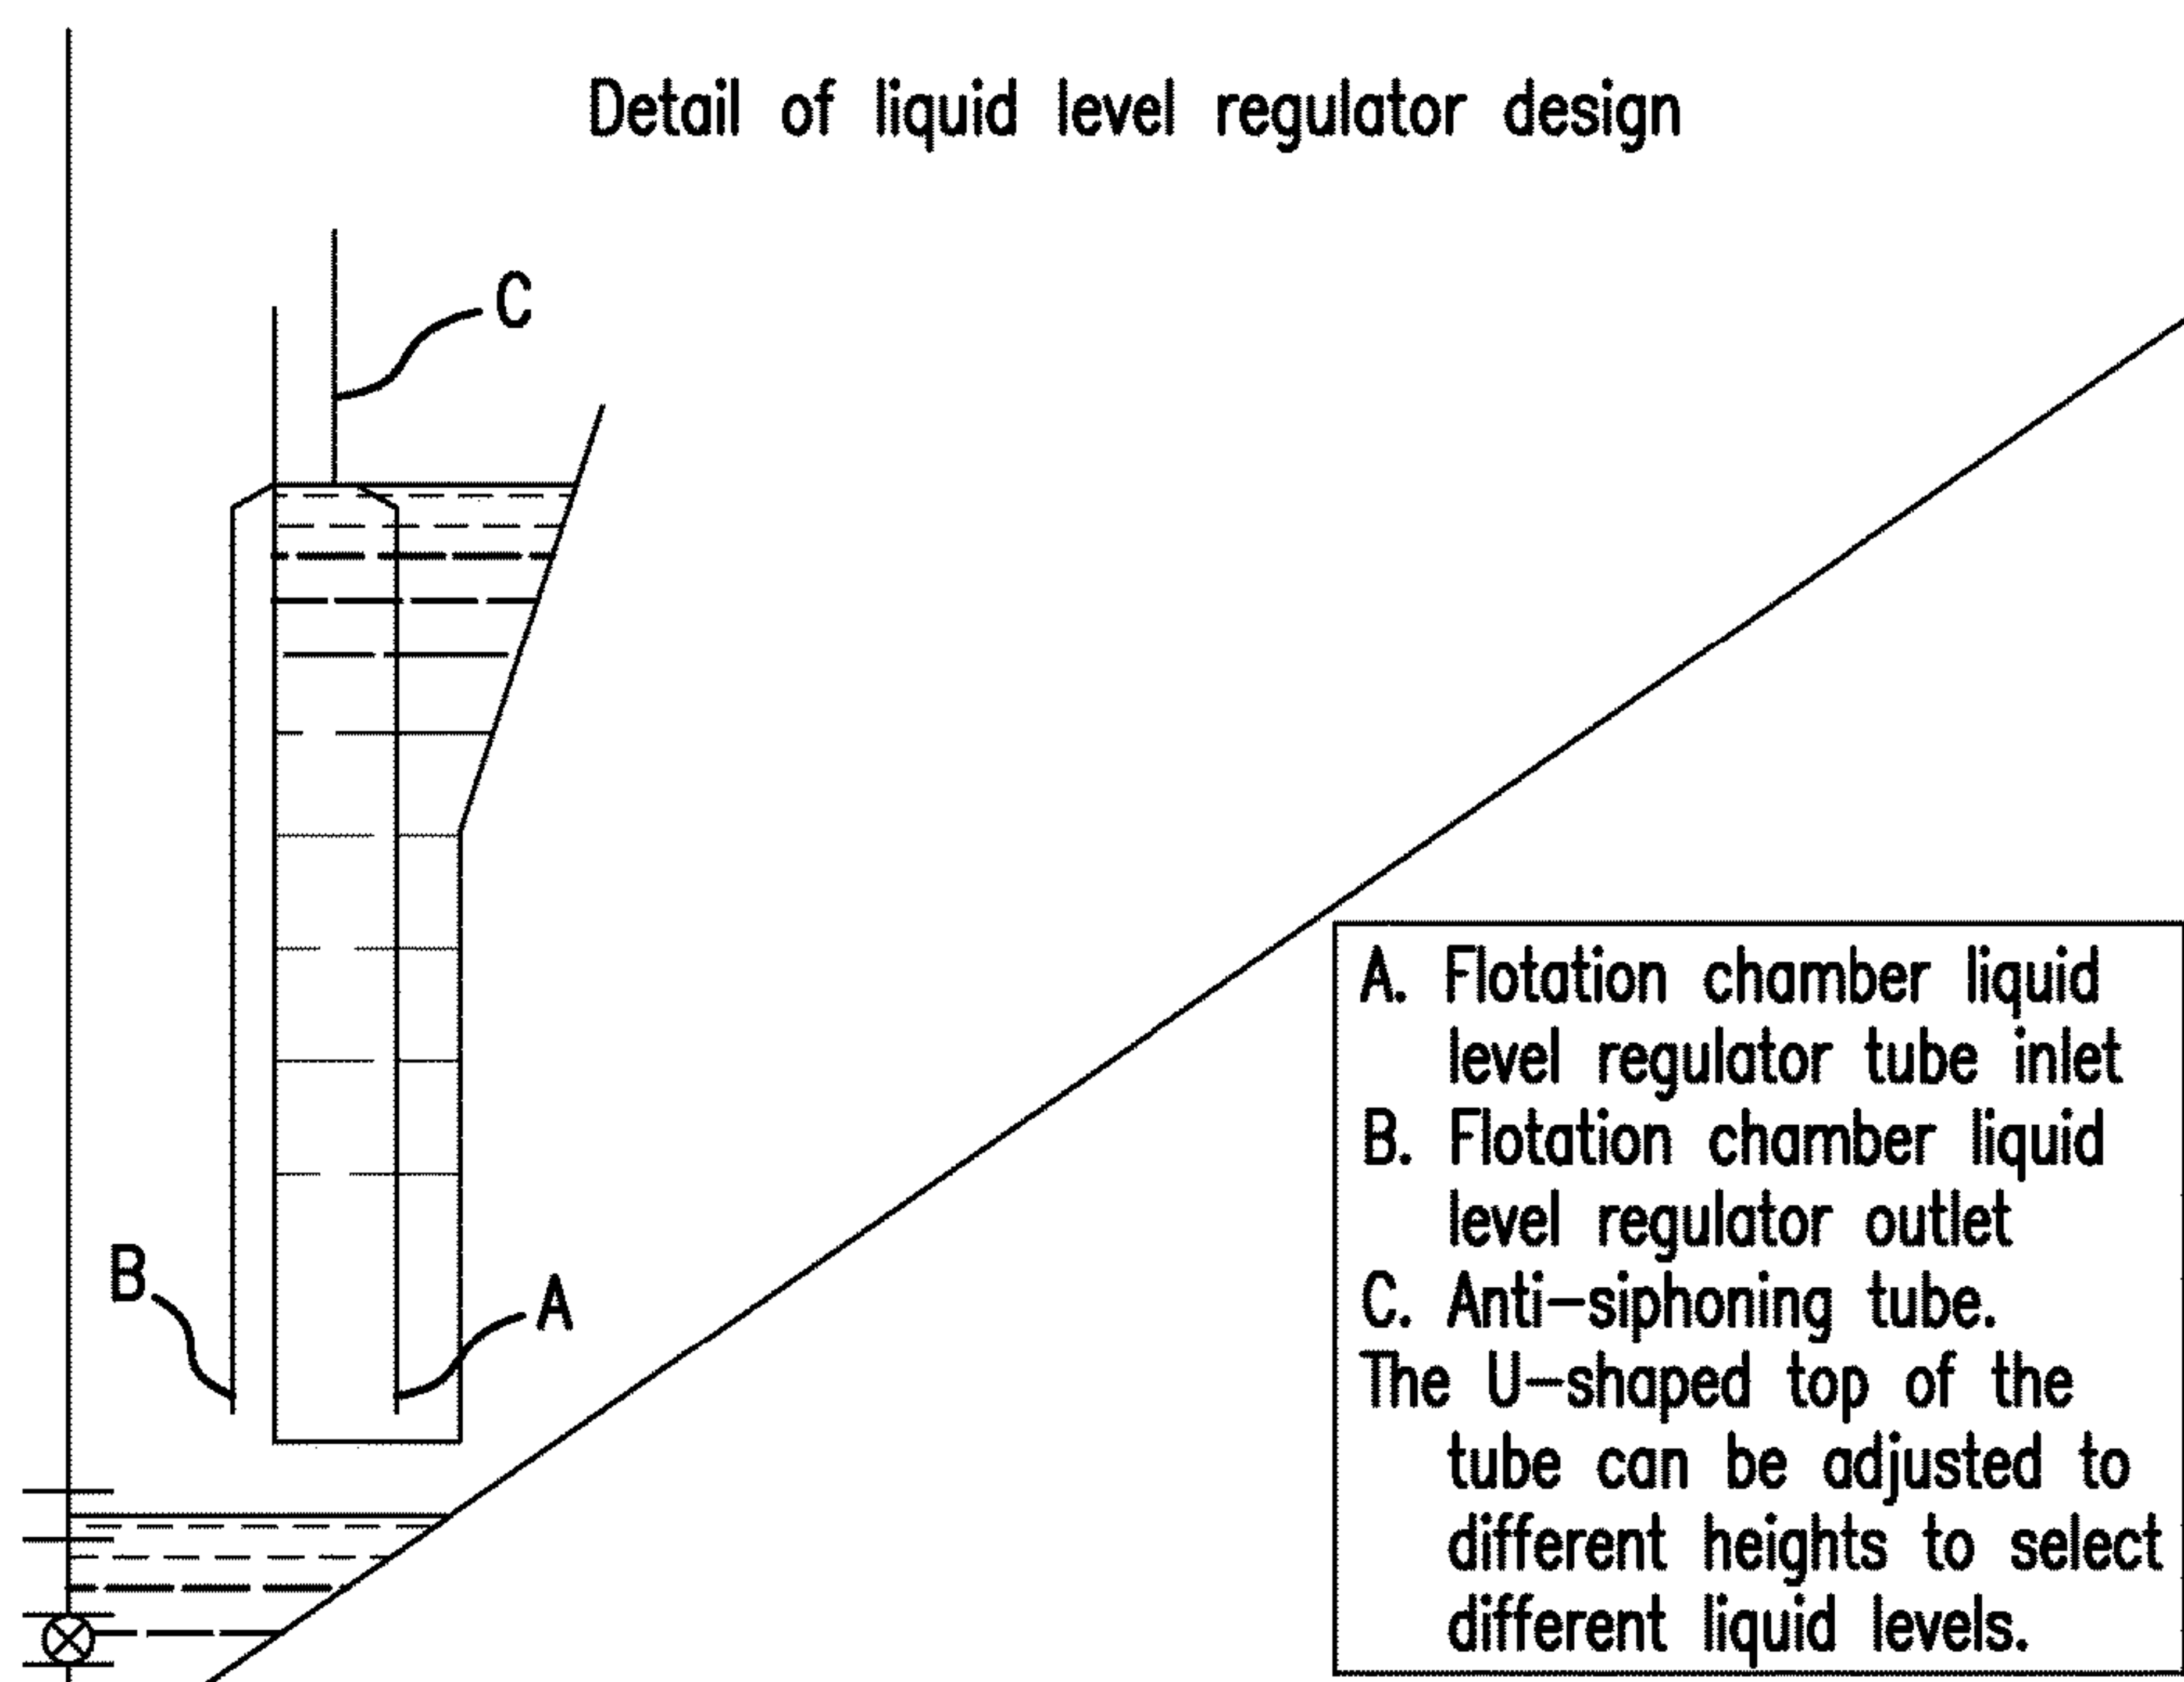 Detail of liquid level regulator design
C
B
A
A. Flotation chamber liquid
level regulator tube inlet
B. Flotation chamber liquid
level regulator outlet
C. Anti-siphoning tube.
The U-shaped top of the
tube can be adjusted to
different heights to select
different liquid levels.